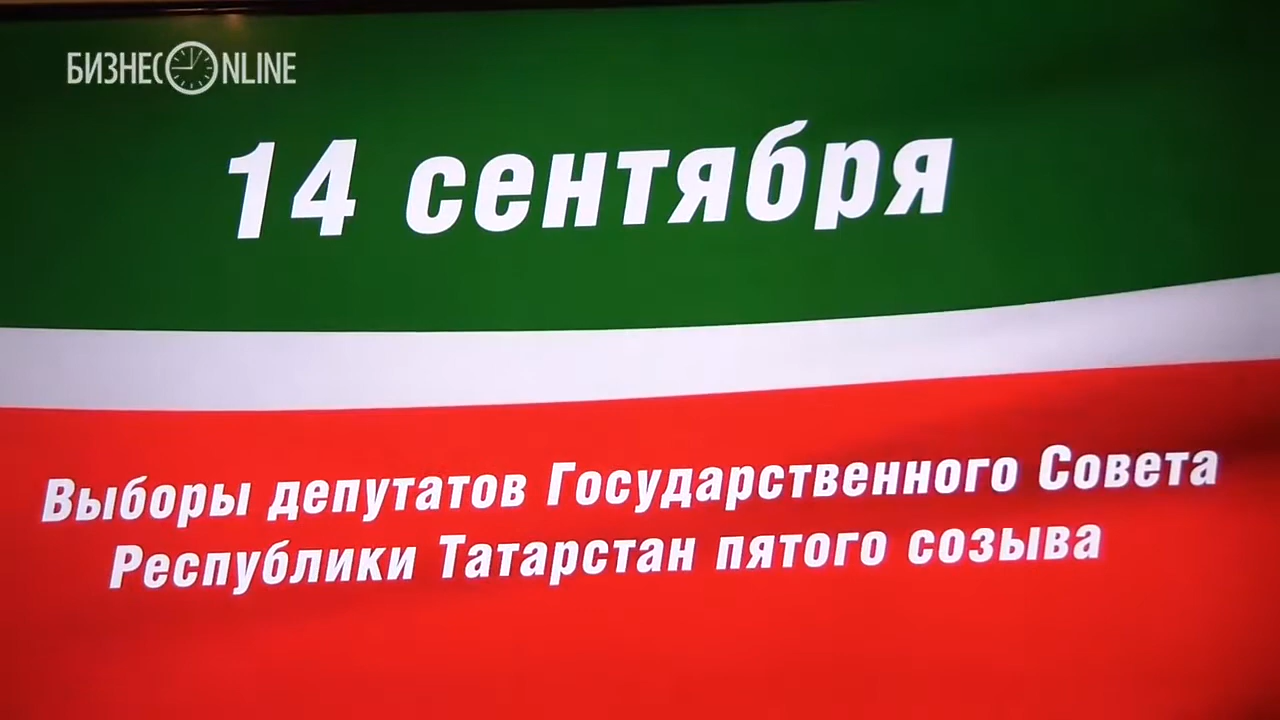 БИЗНЕС ONLINE
14 сентября
Выборы депутатов Государственного Совета
Республики Татарстан пятого созыва